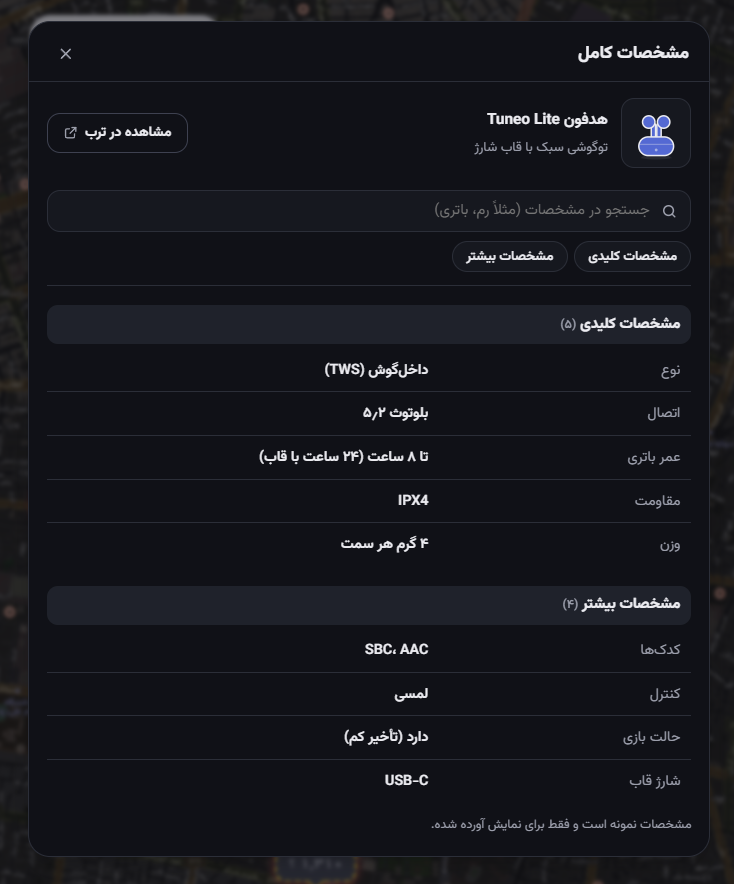 مشخصات کامل
هدفون Tuneo Lite
توگوشی سبک با قاب شارژ
مشاهده در ترب
جستجو در مشخصات (مثلاً رم، باتری)
مشخصات کلیدی
مشخصات بیشتر
مشخصات کلیدی (۵)
نوع داخل‌گوش (TWS)
اتصال بلوتوث ۵٫۲
عمر باتری تا ۸ ساعت (۲۴ ساعت با قاب)
مقاومت IPX4
وزن ۴ گرم هر سمت
مشخصات بیشتر (۴)
کدک‌ها SBC، AAC
کنترل لمسی
حالت بازی دارد (تأخیر کم)
شارژ قاب USB-C
مشخصات نمونه است و فقط برای نمایش آورده شده.